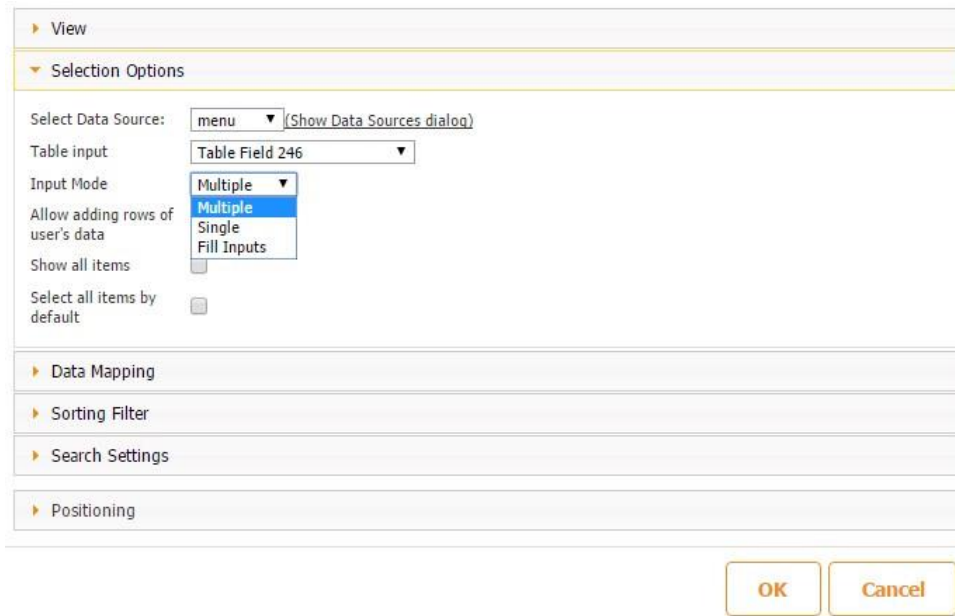 View
Selection Options
Select Data Source: menu (Show Data Sources dialog)
Table input Table Field 246
Input Mode Multiple
Multiple
Allow adding rows of
Single
user's data
Fill Inputs
Show all items
Select all items by
default
Data Mapping
Sorting Filter
Search Settings
Positioning
OK Cancel